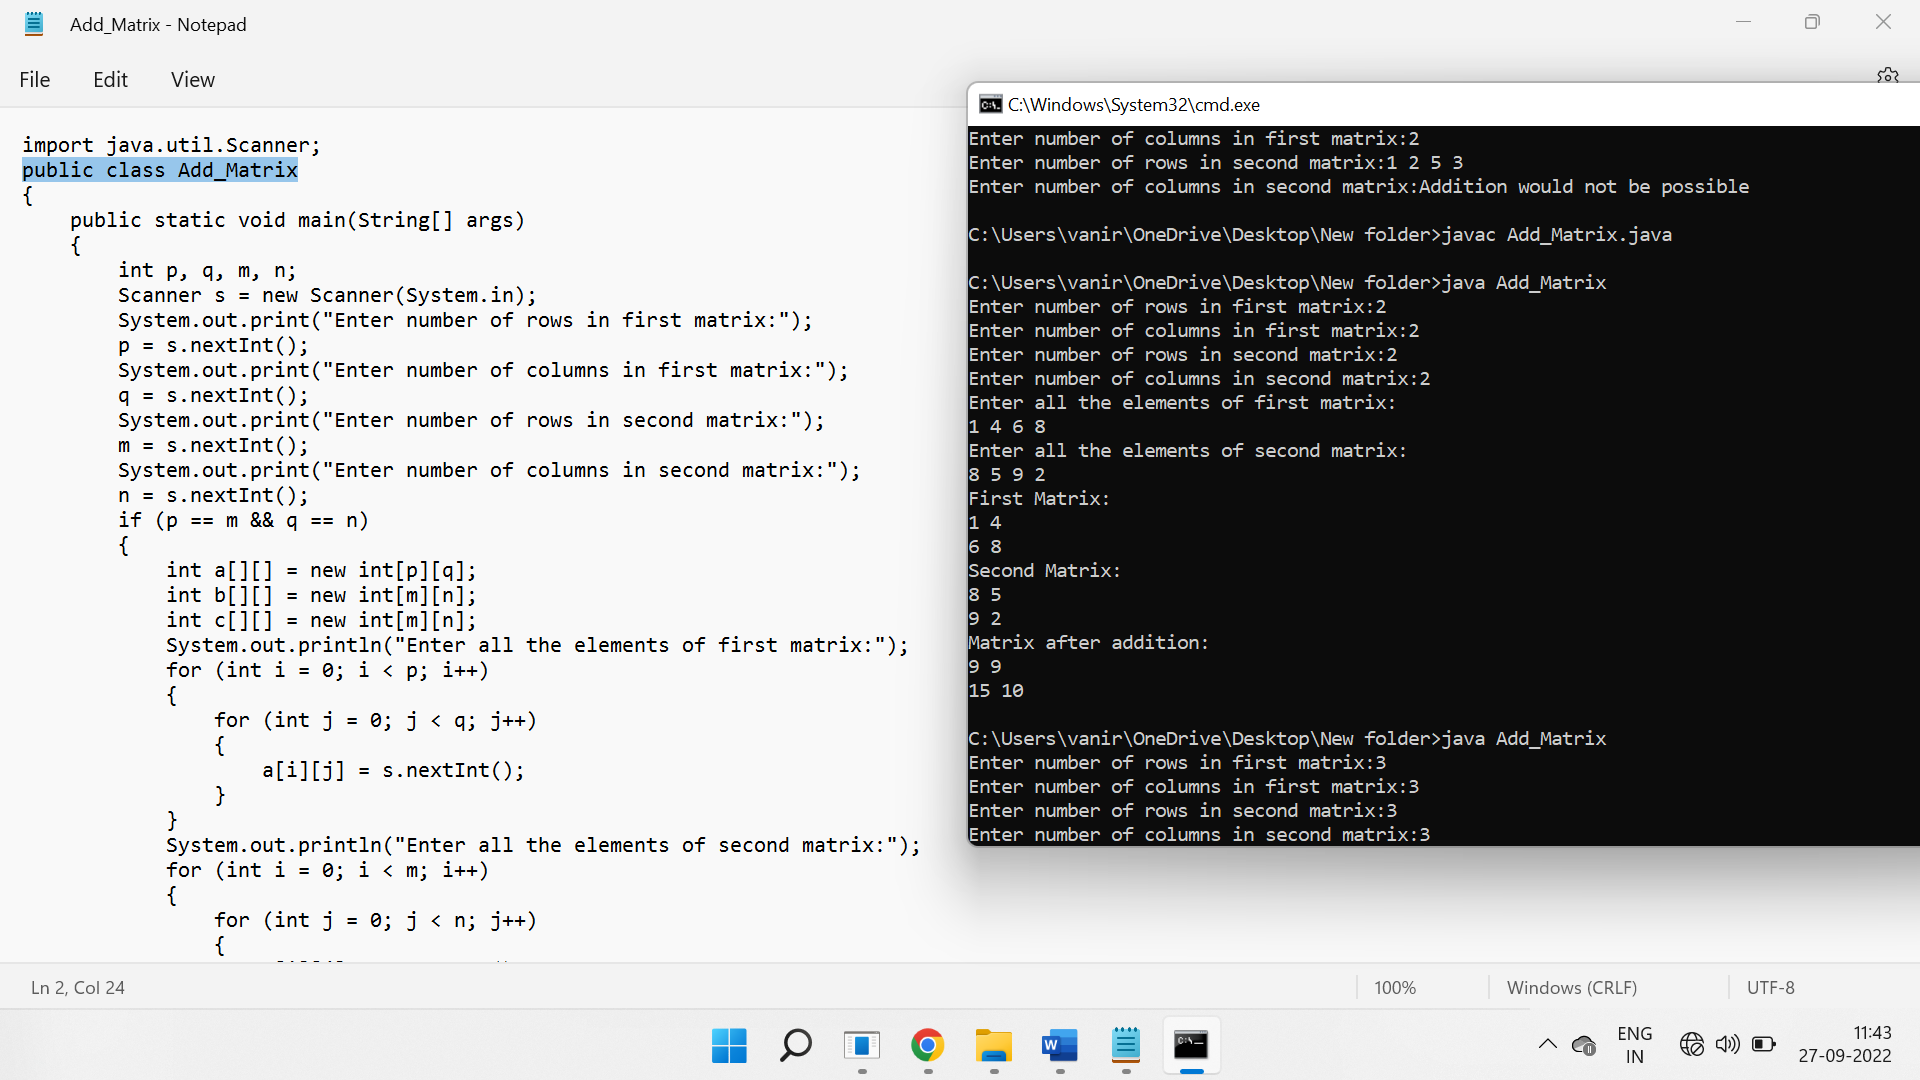 Add_Matrix - Notepad
File Edit View
import java.util.Scanner;
public class Add_Matrix
{
public static void main(String[] args)
{
int p, q, m, n;
Scanner s = new Scanner(System.in);
System.out.print("Enter number of rows in first matrix:");
p = s.nextInt();
System.out.print("Enter number of columns in first matrix:");
q = s.nextInt();
System.out.print("Enter number of rows in second matrix:");
m = s.nextInt();
System.out.print("Enter number of columns in second matrix:");
n = s.nextInt();
if (p == m && q == n)
{
int a[][] = new int[p][q];
int b[][] = new int[m][n];
int c[][] = new int[m][n];
System.out.println("Enter all the elements of first matrix:");
for (int i = 0; i < p; i++)
{
for (int j = 0; j < q; j++)
{
a[i][j] = s.nextInt();
}
}
System.out.println("Enter all the elements of second matrix:");
for (int i = 0; i < m; i++)
{
for (int j = 0; j < n; j++)
{
C:\Windows\System32\cmd.exe
Enter number of columns in first matrix:2
Enter number of rows in second matrix:1 2 5 3
Enter number of columns in second matrix:Addition would not be possible
C:\Users\vanir\OneDrive\Desktop\New folder>javac Add_Matrix.java
C:\Users\vanir\OneDrive\Desktop\New folder>java Add_Matrix
Enter number of rows in first matrix:2
Enter number of columns in first matrix:2
Enter number of rows in second matrix:2
Enter number of columns in second matrix:2
Enter all the elements of first matrix:
1 4 6 8
Enter all the elements of second matrix:
8 5 9 2
First Matrix:
1 4
6 8
Second Matrix:
8 5
9 2
Matrix after addition:
9 9
15 10
C:\Users\vanir\OneDrive\Desktop\New folder>java Add_Matrix
Enter number of rows in first matrix:3
Enter number of columns in first matrix:3
Enter number of rows in second matrix:3
Enter number of columns in second matrix:3
Ln 2, Col 24
100%
Windows (CRLF)
UTF-8
ENG
IN
11:43
27-09-2022